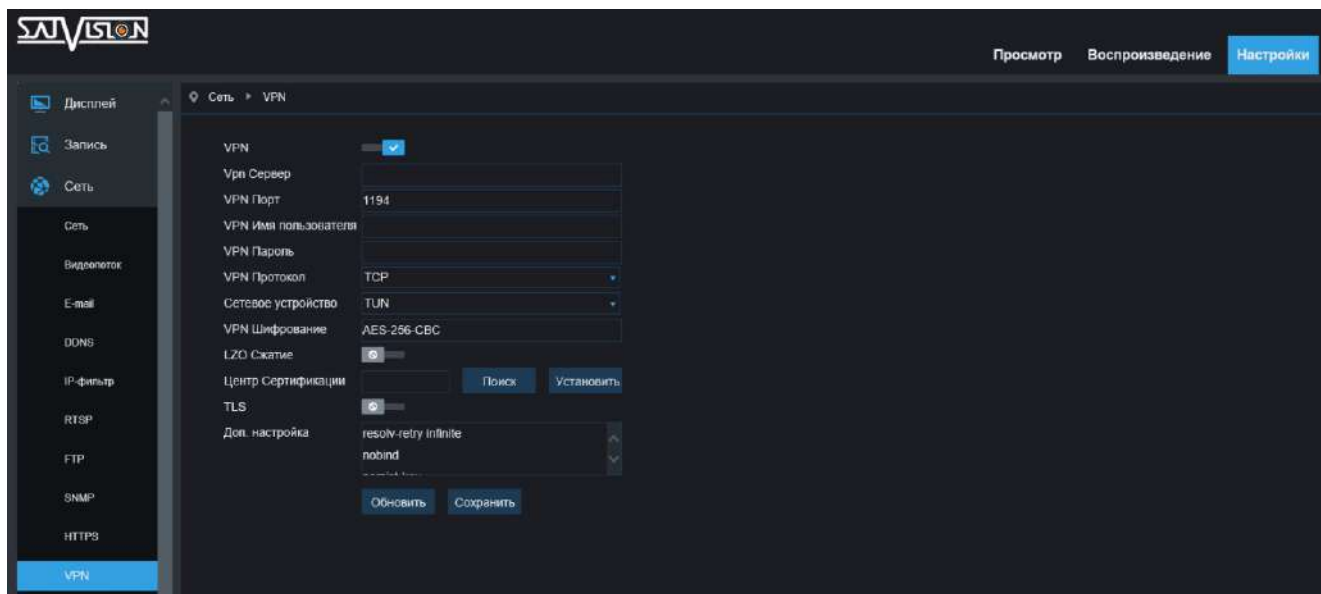 SATVISION
Просмотр Воспроизведение Настройки
Дисплей
Запись
Сеть
Сеть
Видеопоток
E-mail
DDNS
IP-фильтр
RTSP
FTP
SNMP
HTTPS
VPN
Сеть VPN
VPN
Vpn Сервер
VPN Порт 1194
VPN Имя пользователя
VPN Пароль
VPN Протокол TCP
Сетевое устройство TUN
VPN Шифрование AES-256-CBC
LZO Сжатие
Центр Сертификации Поиск Установить
TLS
Доп. настройка resolv-retry infinite
nobind
Обновить Сохранить